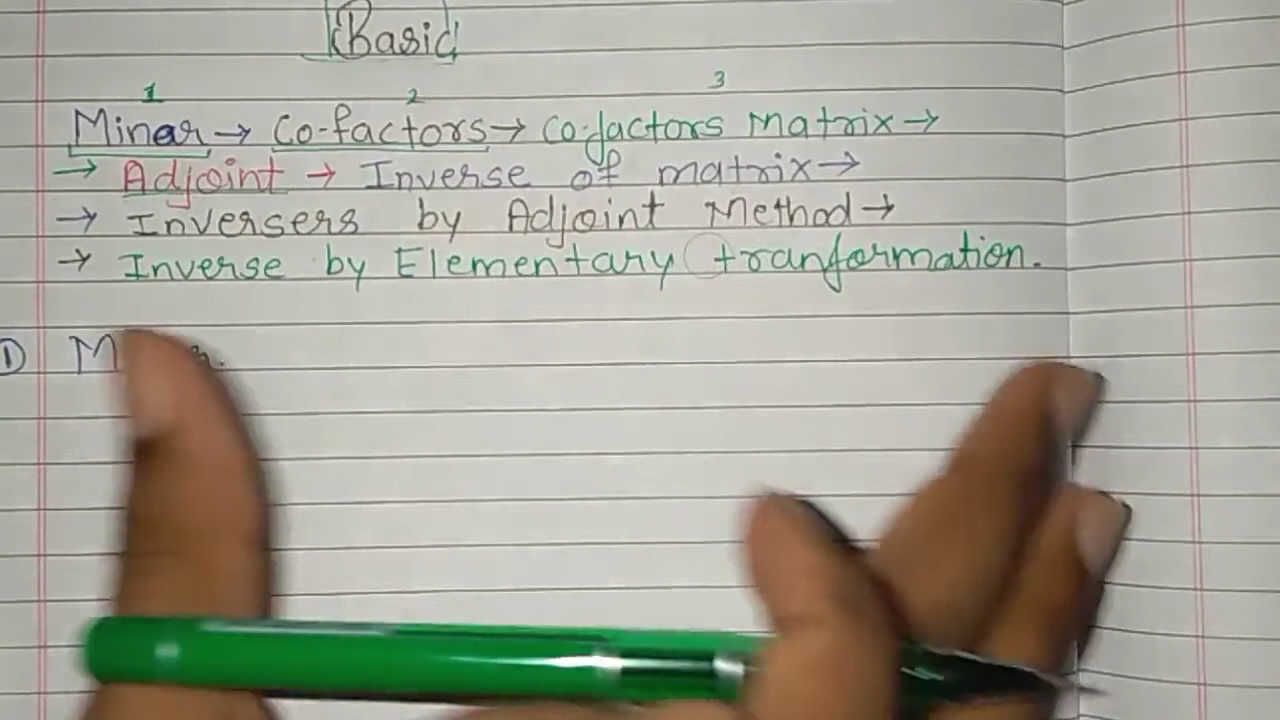 Basic
1 2 3
Minor → Co-factors → Co-factors Matrix →
→ Adjoint → Inverse of matrix →
→ Inversers by Adjoint Method →
→ Inverse by Elementary tranformation.
①